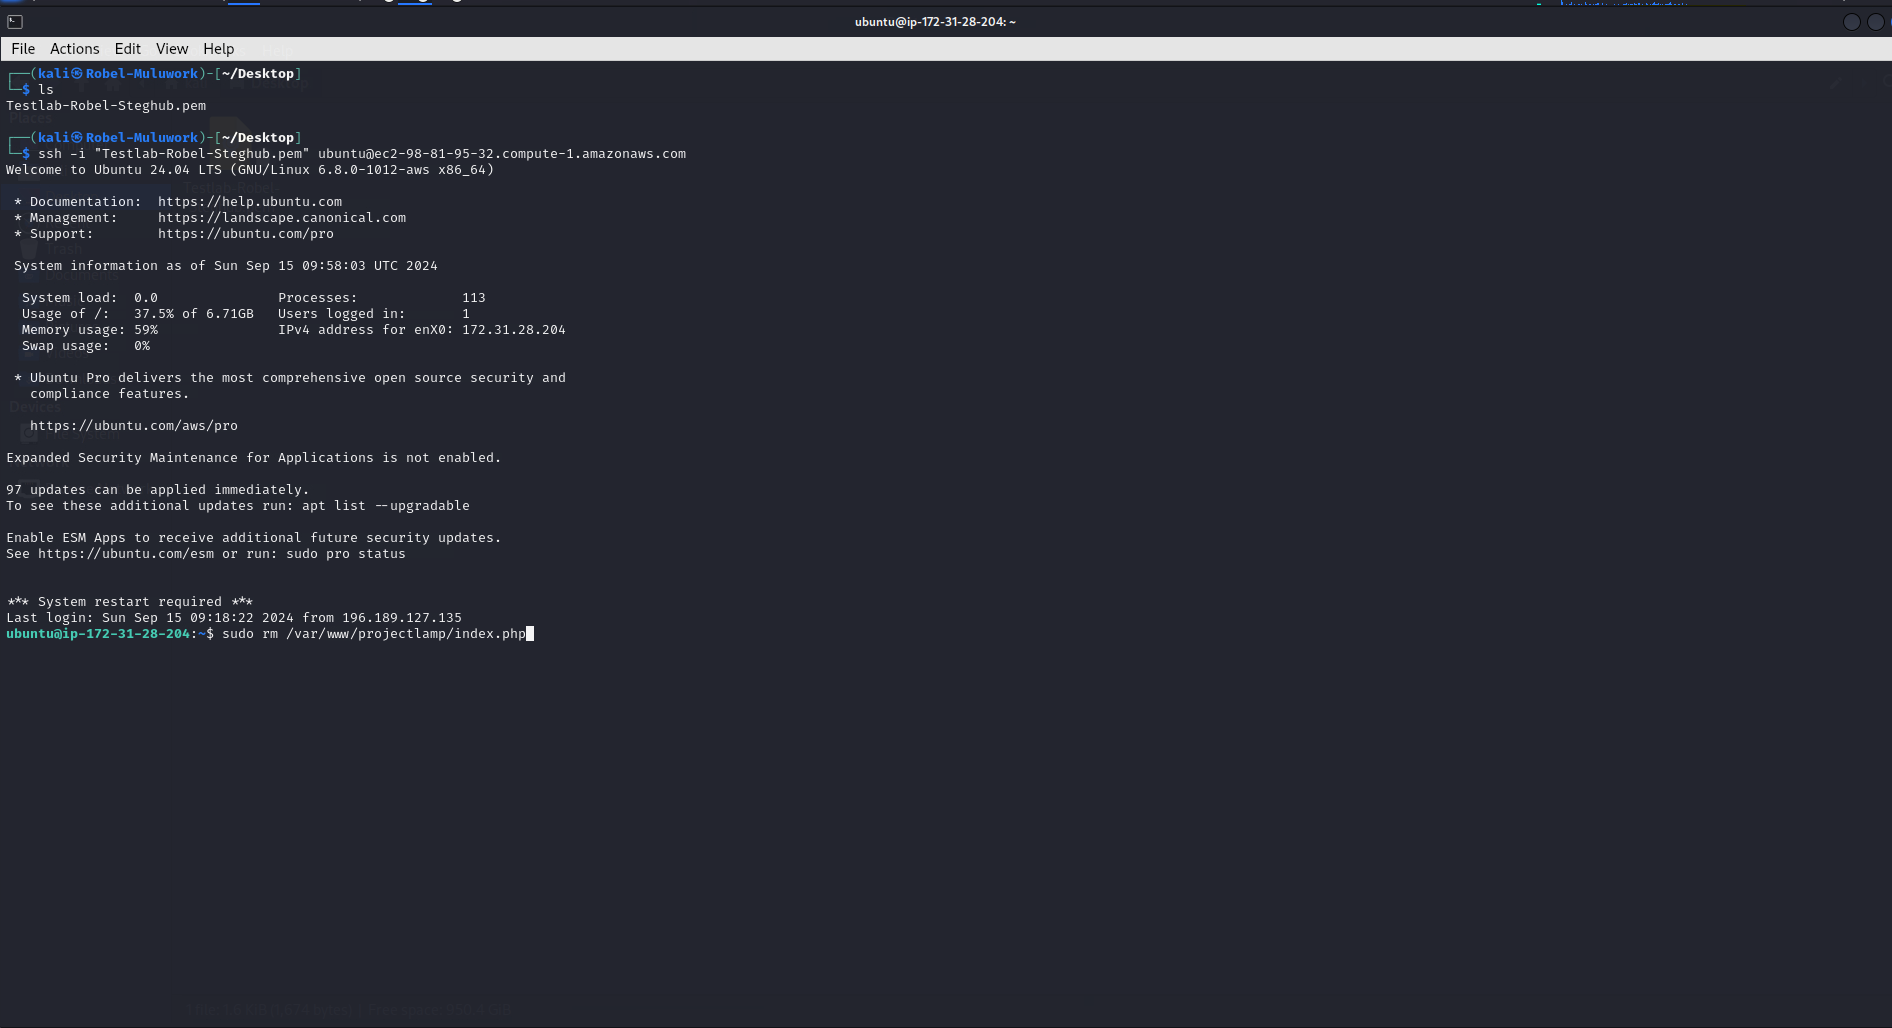 ubuntu@ip-172-31-28-204: ~
File Actions Edit View Help
┌──(kali㉿Robel-Muluwork)-[~/Desktop]
└─$ ls
Testlab-Robel-Steghub.pem
┌──(kali㉿Robel-Muluwork)-[~/Desktop]
└─$ ssh -i "Testlab-Robel-Steghub.pem" ubuntu@ec2-98-81-95-32.compute-1.amazonaws.com
Welcome to Ubuntu 24.04 LTS (GNU/Linux 6.8.0-1012-aws x86_64)
* Documentation: https://help.ubuntu.com
* Management: https://landscape.canonical.com
* Support: https://ubuntu.com/pro
System information as of Sun Sep 15 09:58:03 UTC 2024
System load: 0.0 Processes: 113
Usage of /: 37.5% of 6.71GB Users logged in: 1
Memory usage: 59% IPv4 address for enX0: 172.31.28.204
Swap usage: 0%
* Ubuntu Pro delivers the most comprehensive open source security and
compliance features.
https://ubuntu.com/aws/pro
Expanded Security Maintenance for Applications is not enabled.
97 updates can be applied immediately.
To see these additional updates run: apt list --upgradable
Enable ESM Apps to receive additional future security updates.
See https://ubuntu.com/esm or run: sudo pro status
*** System restart required ***
Last login: Sun Sep 15 09:18:22 2024 from 196.189.127.135
ubuntu@ip-172-31-28-204:~$ sudo rm /var/www/projectlamp/index.php